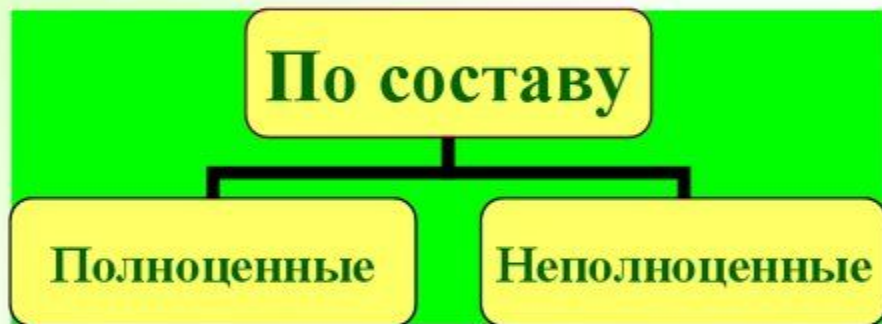 По составу
Полноценные
Неполноценные